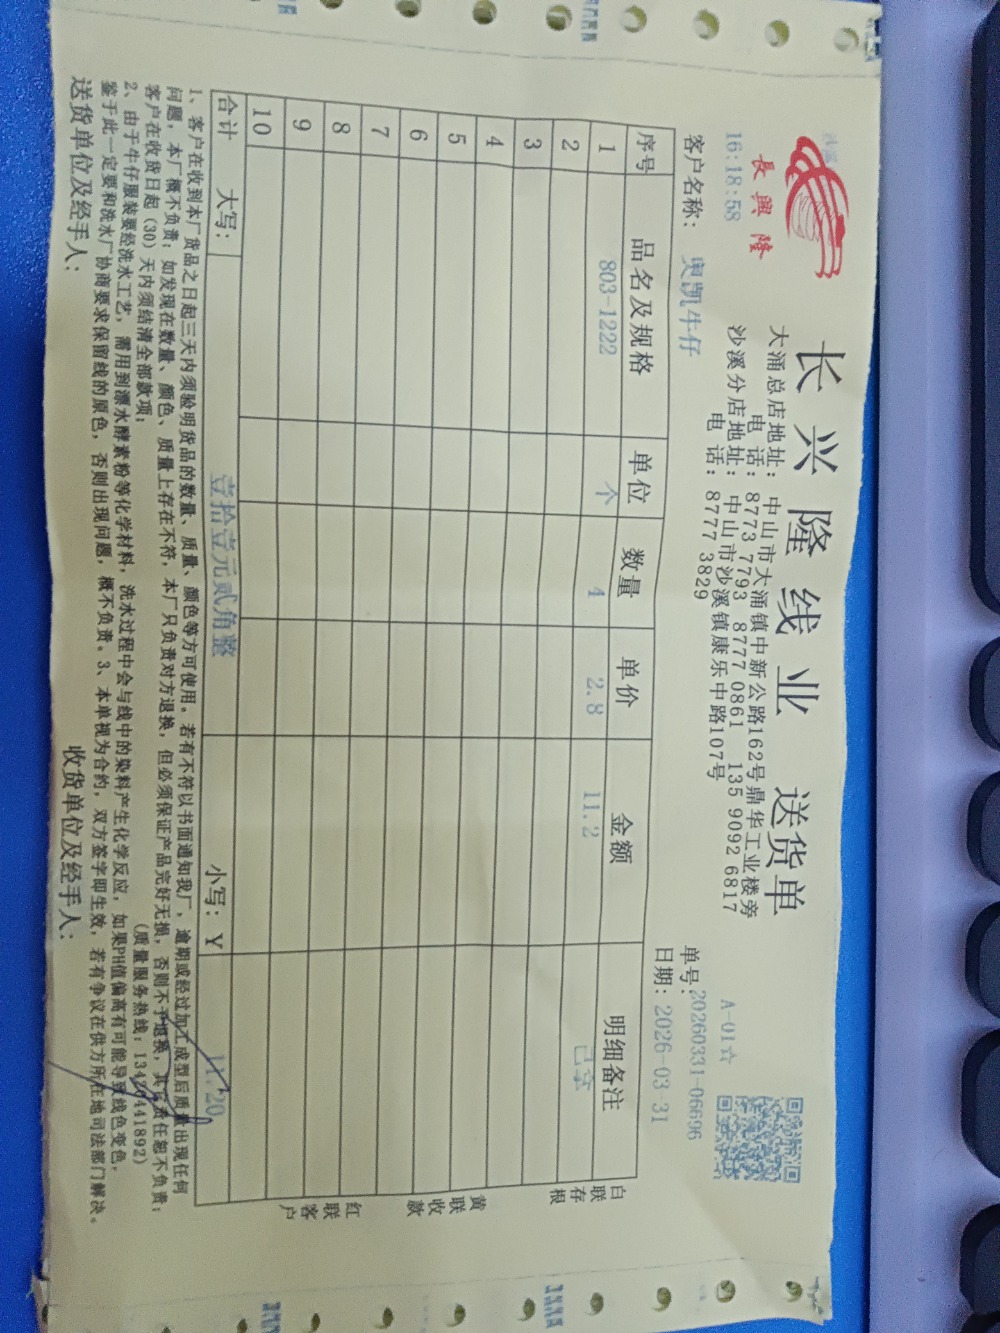 長興隆
16:18:58
长兴隆线业 送货单
大涌总店地址：中山市大涌镇中新公路162号鼎华工业楼旁
电 话：8773 7793 8777 0861 135 9092 6817
沙溪分店地址：中山市沙溪镇康乐中路107号
电 话：8777 3829
A-01☆
单号：20260331-06696
客户名称：奥凯牛仔
日期：2026-03-31
序号 品名及规格 单位 数量 单价 金额 明细备注
1 803-1222 个 4 2.8 11.2
2
3
4
5
6
7
8
9
10
合计 大写：壹拾壹元贰角整 小写：¥ 11.20
白联存根
黄联收款
红联客户
1、客户在收到本厂货品之日起三天内须验明货品的数量、质量、颜色等方可使用。若有不符以书面通知我厂，逾期或经过加工成型后质量出现任何
问题，本厂概不负责；如发现在数量、颜色、质量上存在不符，本厂只负责对方退换，但必须保证产品完好无损，否则不予退换，其责任恕不负责；
客户在收货日起(30)天内须结清全部款项； (质量服务热线：134 441892)
2、由于牛仔服装要经洗水工艺，需用到漂水酵素粉等化学材料，洗水过程中会与线中的染料产生化学反应，如果PH值偏高有可能导致线色变色，
鉴于此一定要和洗水厂协商要求保留线的原色，否则出现问题，概不负责。3、本单视为合约，双方签字即生效，若有争议在供方所在地司法部门解决。
送货单位及经手人： 收货单位及经手人：